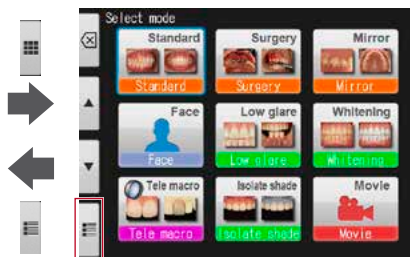 Select mode
Standard Surgery Mirror
Standard Surgery Mirror
Face Low glare Whitening
Face Low glare Whitening
Tele macro Isolate shade Movie
Tele macro Isolate shade Movie